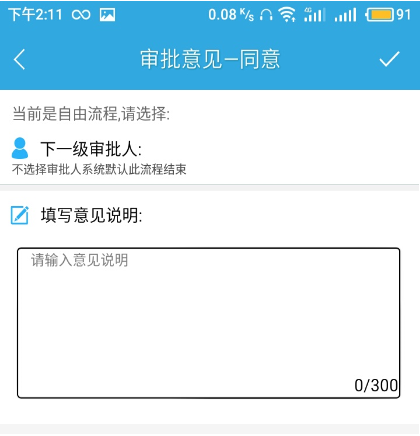 下午2:11 0.08 K/s 4G 91
审批意见—同意
当前是自由流程,请选择:
下一级审批人:
不选择审批人系统默认此流程结束
填写意见说明:
请输入意见说明
0/300